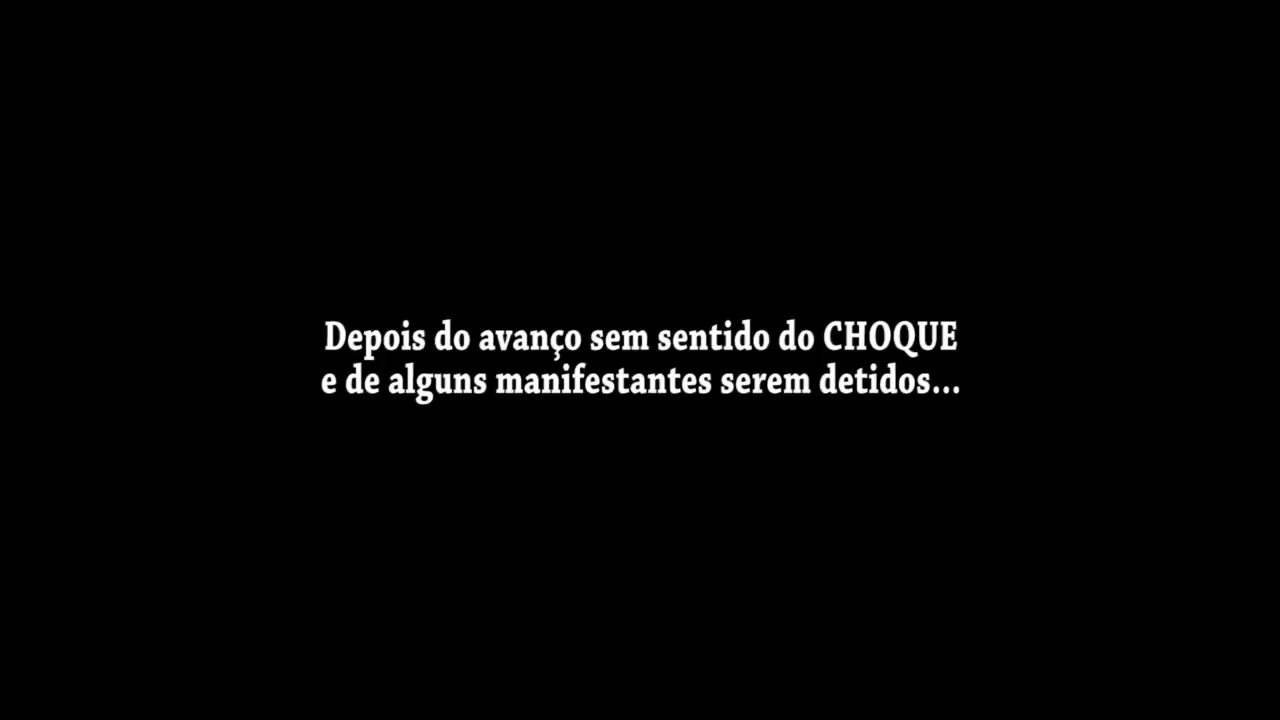 Depois do avanço sem sentido do CHOQUE
e de alguns manifestantes serem detidos...